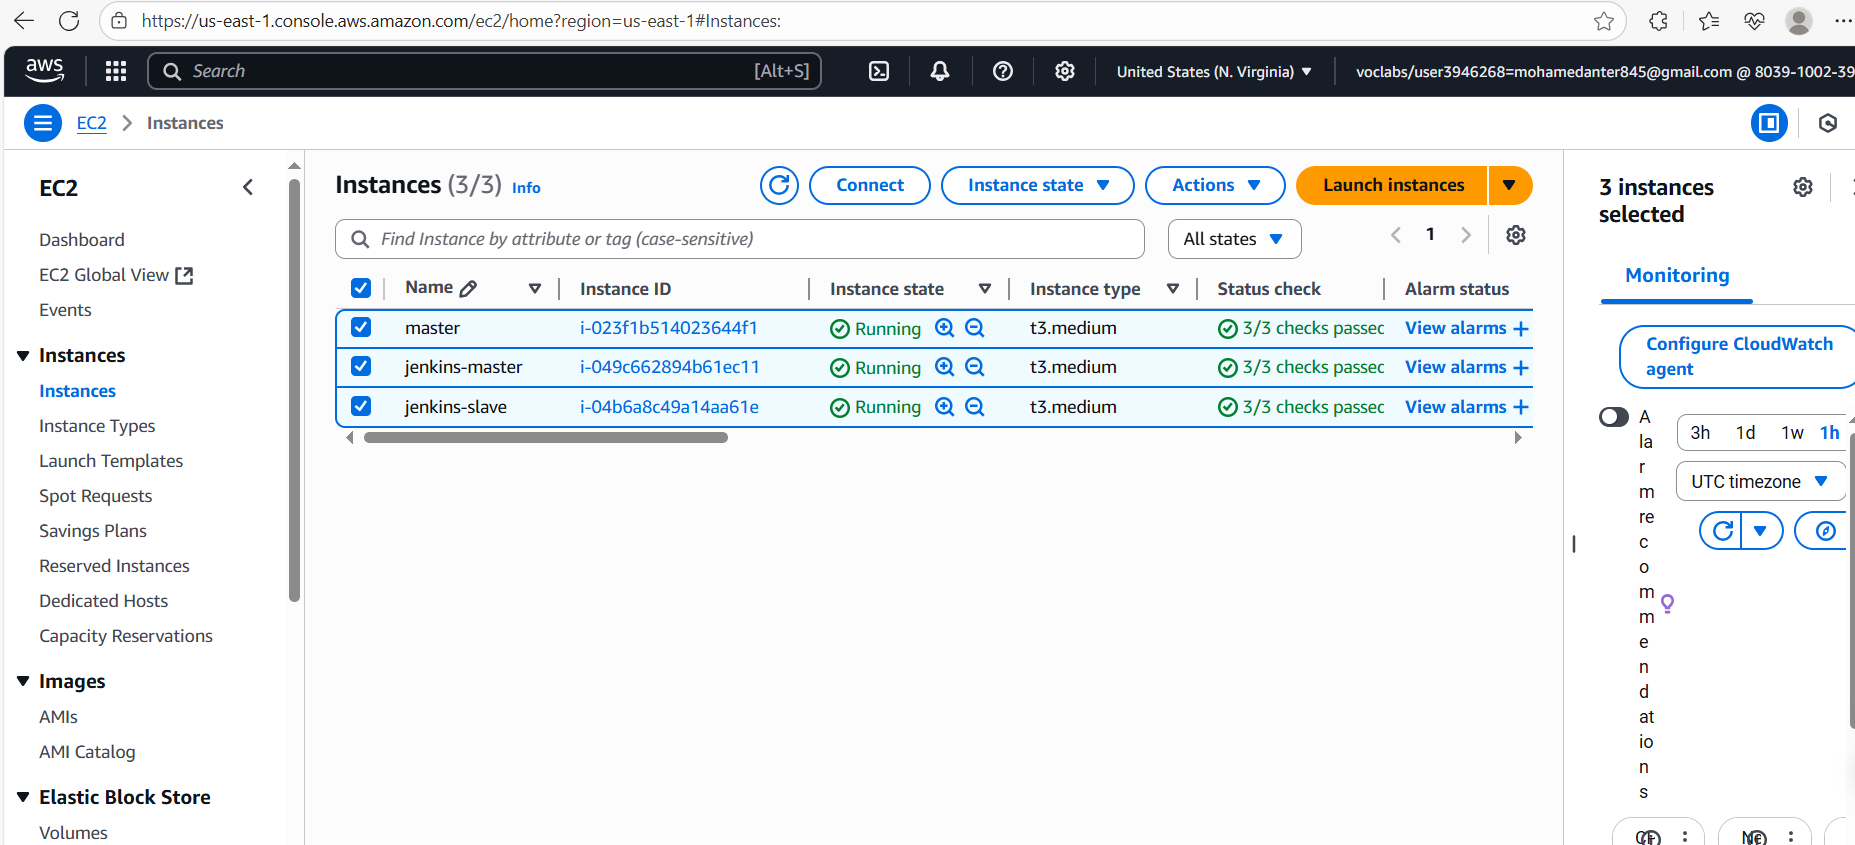 https://us-east-1.console.aws.amazon.com/ec2/home?region=us-east-1#Instances:
aws
Search
[Alt+S]
United States (N. Virginia)
voclabs/user3946268=mohamedanter845@gmail.com @ 8039-1002-39
EC2
Instances
EC2
Dashboard
EC2 Global View
Events
Instances
Instances
Instance Types
Launch Templates
Spot Requests
Savings Plans
Reserved Instances
Dedicated Hosts
Capacity Reservations
Images
AMIs
AMI Catalog
Elastic Block Store
Volumes
Instances (3/3) Info
Connect
Instance state
Actions
Launch instances
Find Instance by attribute or tag (case-sensitive)
All states
1
Name Instance ID Instance state Instance type Status check Alarm status
master i-023f1b514023644f1 Running t3.medium 3/3 checks passec View alarms +
jenkins-master i-049c662894b61ec11 Running t3.medium 3/3 checks passec View alarms +
jenkins-slave i-04b6a8c49a14aa61e Running t3.medium 3/3 checks passec View alarms +
3 instances
selected
Monitoring
Configure CloudWatch
agent
A
la
r
m
re
c
o
m
m
e
n
d
at
io
n
s
3h 1d 1w 1h
UTC timezone